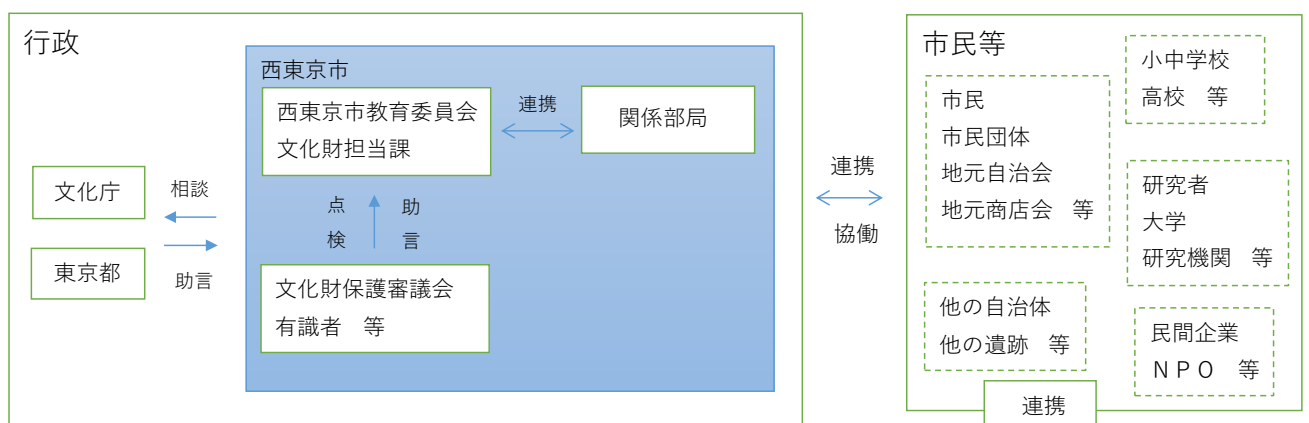 行政
西東京市
西東京市教育委員会
文化財担当課
連携
関係部局
文化庁
相談
東京都
助言
点検
助言
文化財保護審議会
有識者　等
連携
協働
市民等
小中学校
高校　等
市民
市民団体
地元自治会
地元商店会　等
研究者
大学
研究機関　等
他の自治体
他の遺跡　等
民間企業
ＮＰＯ　等
連携